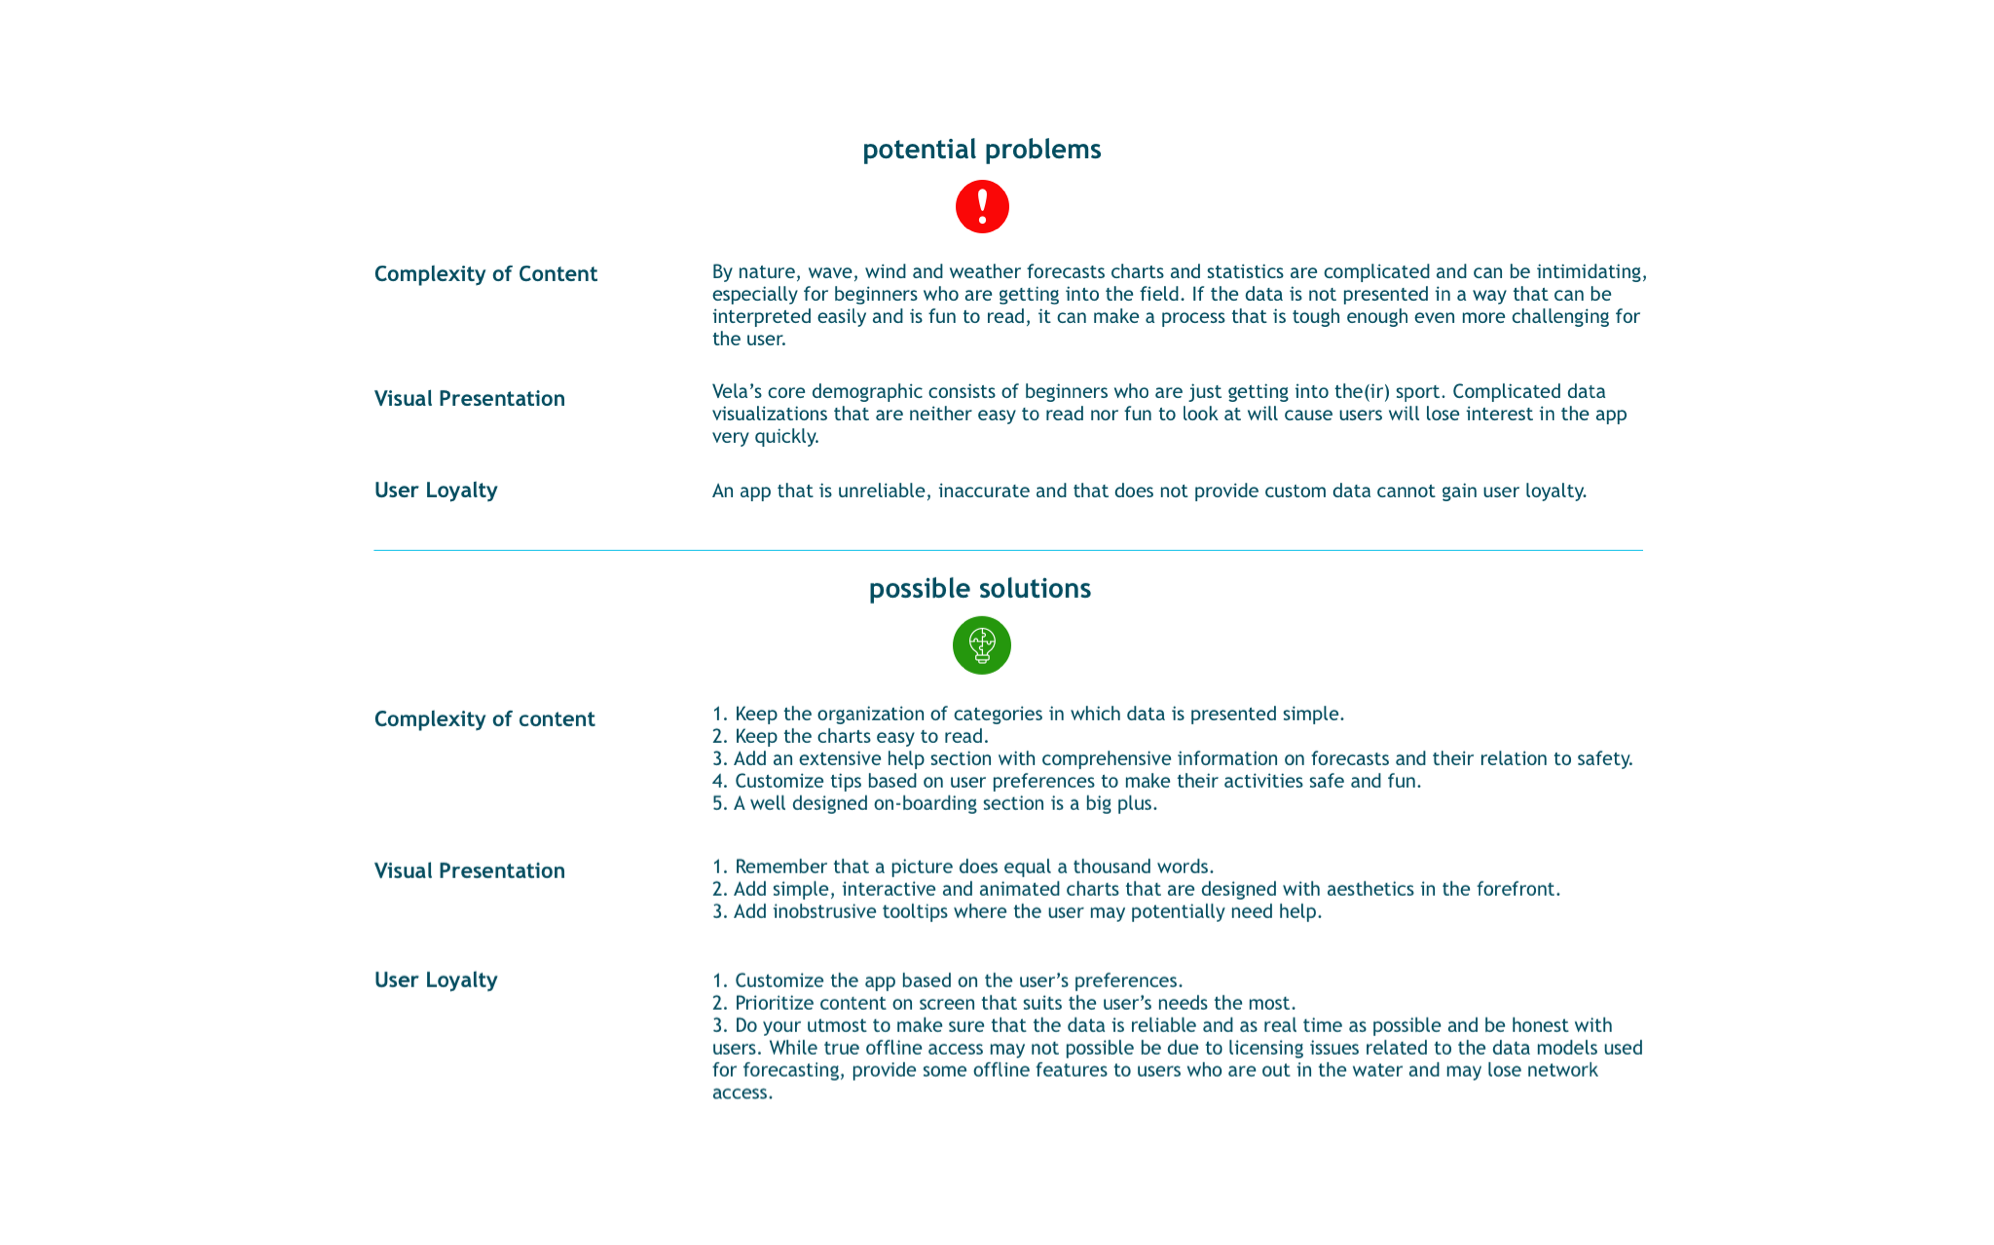 potential problems
Complexity of Content
By nature, wave, wind and weather forecasts charts and statistics are complicated and can be intimidating,
especially for beginners who are getting into the field. If the data is not presented in a way that can be
interpreted easily and is fun to read, it can make a process that is tough enough even more challenging for
the user.
Visual Presentation
Vela’s core demographic consists of beginners who are just getting into the(ir) sport. Complicated data
visualizations that are neither easy to read nor fun to look at will cause users will lose interest in the app
very quickly.
User Loyalty
An app that is unreliable, inaccurate and that does not provide custom data cannot gain user loyalty.
possible solutions
Complexity of content
1. Keep the organization of categories in which data is presented simple.
2. Keep the charts easy to read.
3. Add an extensive help section with comprehensive information on forecasts and their relation to safety.
4. Customize tips based on user preferences to make their activities safe and fun.
5. A well designed on-boarding section is a big plus.
Visual Presentation
1. Remember that a picture does equal a thousand words.
2. Add simple, interactive and animated charts that are designed with aesthetics in the forefront.
3. Add inobstrusive tooltips where the user may potentially need help.
User Loyalty
1. Customize the app based on the user’s preferences.
2. Prioritize content on screen that suits the user’s needs the most.
3. Do your utmost to make sure that the data is reliable and as real time as possible and be honest with
users. While true offline access may not possible be due to licensing issues related to the data models used
for forecasting, provide some offline features to users who are out in the water and may lose network
access.